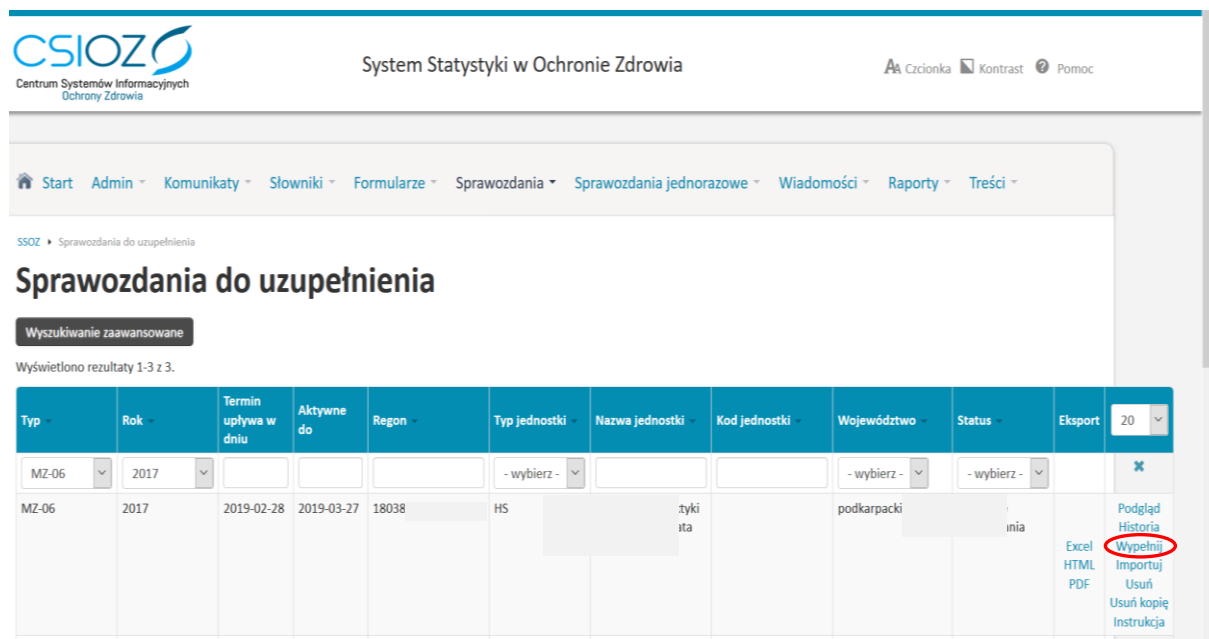 CSIOZ
Centrum Systemów Informacyjnych
Ochrony Zdrowia
System Statystyki w Ochronie Zdrowia
AA Czcionka Kontrast ? Pomoc
Start Admin Komunikaty Słowniki Formularze Sprawozdania Sprawozdania jednorazowe Wiadomości Raporty Treści
SSOZ Sprawozdania do uzupełnienia
Sprawozdania do uzupełnienia
Wyszukiwanie zaawansowane
Wyświetlono rezultaty 1-3 z 3.
Typ Rok Termin upływa w dniu Aktywne do Regon Typ jednostki Nazwa jednostki Kod jednostki Województwo Status Eksport 20
MZ-06 2017 - wybierz - - wybierz - - wybierz -
MZ-06 2017 2019-02-28 2019-03-27 18038 HS podkarpacki
Excel
HTML
PDF
Podgląd
Historia
Wypełnij
Importuj
Usuń
Usuń kopię
Instrukcja